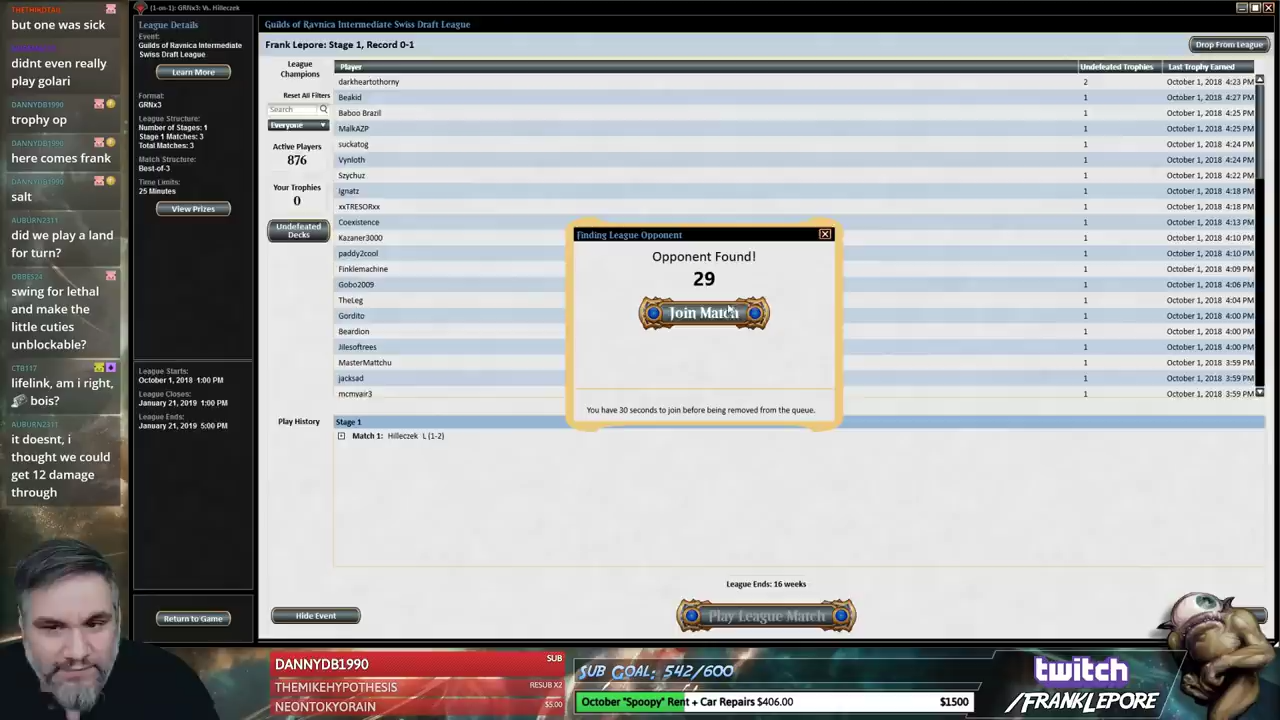 (1-on-1): GRNx3: Vs. Hilleczek
THETHIRDTAIL
but one was sick
didnt even really
play golari
DANNYDB1990
trophy op
DANNYDB1990
here comes frank
DANNYDB1990
salt
AUBURN2311
did we play a land
for turn?
OBBES24
swing for lethal
and make the
little cuties
unblockable?
CTB117
lifelink, am i right,
bois?
AUBURN2311
it doesnt, i
thought we could
get 12 damage
through
League Details
Event:
Guilds of Ravnica Intermediate
Swiss Draft League
Learn More
Format:
GRNx3
League Structure:
Number of Stages: 1
Stage 1 Matches: 3
Total Matches: 3
Match Structure:
Best-of-3
Time Limits:
25 Minutes
View Prizes
League Starts:
October 1, 2018 1:00 PM
League Closes:
January 21, 2019 1:00 PM
League Ends:
January 21, 2019 5:00 PM
Return to Game
Guilds of Ravnica Intermediate Swiss Draft League
Frank Lepore: Stage 1, Record 0-1
Drop From League
League
Champions
Reset All Filters
Search
Everyone
Active Players
876
Your Trophies
0
Undefeated
Decks
Player Undefeated Trophies Last Trophy Earned
darkheartothorny 2 October 1, 2018 4:23 PM
Beakid 1 October 1, 2018 4:27 PM
Baboo Brazil 1 October 1, 2018 4:25 PM
MalkAZP 1 October 1, 2018 4:25 PM
suckatog 1 October 1, 2018 4:24 PM
Vynloth 1 October 1, 2018 4:24 PM
Szychuz 1 October 1, 2018 4:22 PM
Ignatz 1 October 1, 2018 4:18 PM
xxTRESORxx 1 October 1, 2018 4:18 PM
Coexistence 1 October 1, 2018 4:13 PM
Kazaner3000 1 October 1, 2018 4:10 PM
paddy2cool 1 October 1, 2018 4:10 PM
Finklemachine 1 October 1, 2018 4:09 PM
Gobo2009 1 October 1, 2018 4:06 PM
TheLeg 1 October 1, 2018 4:04 PM
Gordito 1 October 1, 2018 4:00 PM
Beardion 1 October 1, 2018 4:00 PM
Jilesoftrees 1 October 1, 2018 4:00 PM
MasterMattchu 1 October 1, 2018 3:59 PM
jacksad 1 October 1, 2018 3:59 PM
mcmyair3 1 October 1, 2018 3:59 PM
Finding League Opponent
Opponent Found!
29
Join Match
You have 30 seconds to join before being removed from the queue.
Play History
Stage 1
Match 1: Hilleczek L (1-2)
League Ends: 16 weeks
Hide Event
Play League Match
DANNYDB1990 SUB
THEMIKEHYPOTHESIS RESUB X2
NEONTOKYORAIN $5.00
SUB GOAL: 542/600
October "Spoopy" Rent + Car Repairs $406.00 $1500
twitch
/FRANKLEPORE